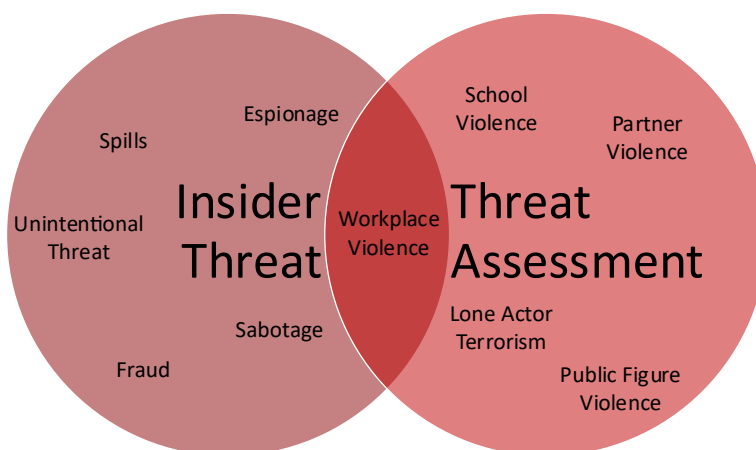 Espionage
Spills
Insider
Threat
Unintentional
Threat
Sabotage
Fraud
Workplace
Violence
School
Violence
Partner
Violence
Threat
Assessment
Lone Actor
Terrorism
Public Figure
Violence